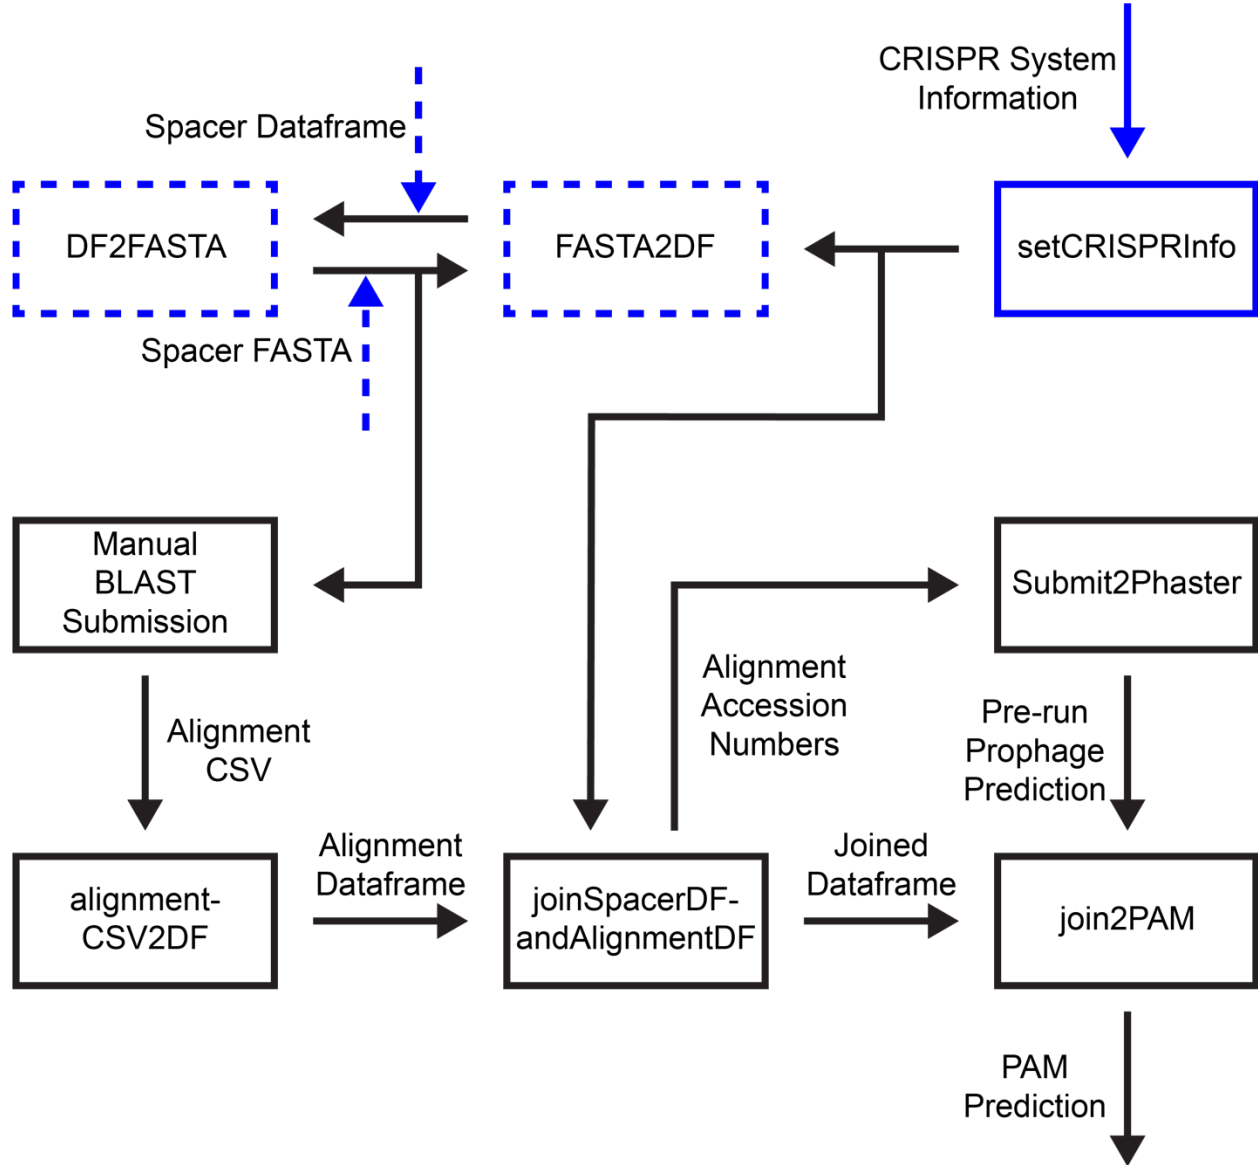 CRISPR System
Information
Spacer Dataframe
DF2FASTA
FASTA2DF
setCRISPRInfo
Spacer FASTA
Manual
BLAST
Submission
Submit2Phaster
Alignment
Accession
Numbers
Pre-run
Prophage
Prediction
Alignment
CSV
alignment-
CSV2DF
Alignment
Dataframe
joinSpacerDF-
andAlignmentDF
Joined
Dataframe
join2PAM
PAM
Prediction